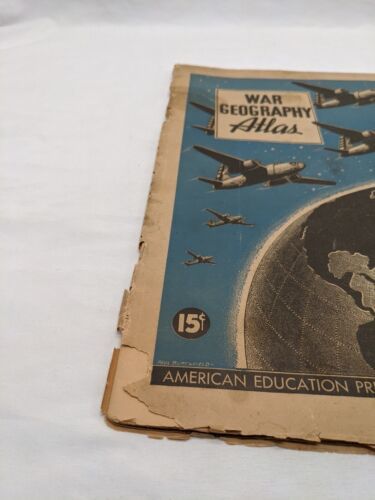 WAR
GEOGRAPHY
Atlas
15¢
AMERICAN EDUCATION PR